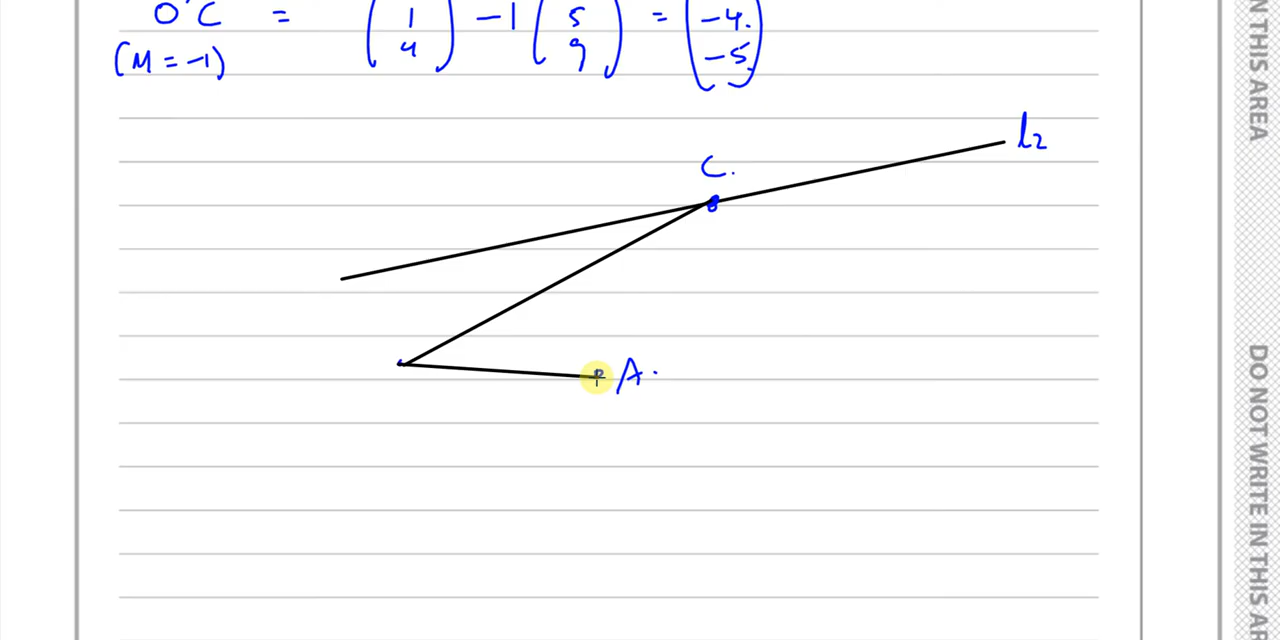 O⃗C = ( 1 4 ) -1 ( 5 9 ) = ( -4. -5 )
(M = -1)
l2
C.
A.
N THIS AREA
DO NOT WRITE IN THIS AR